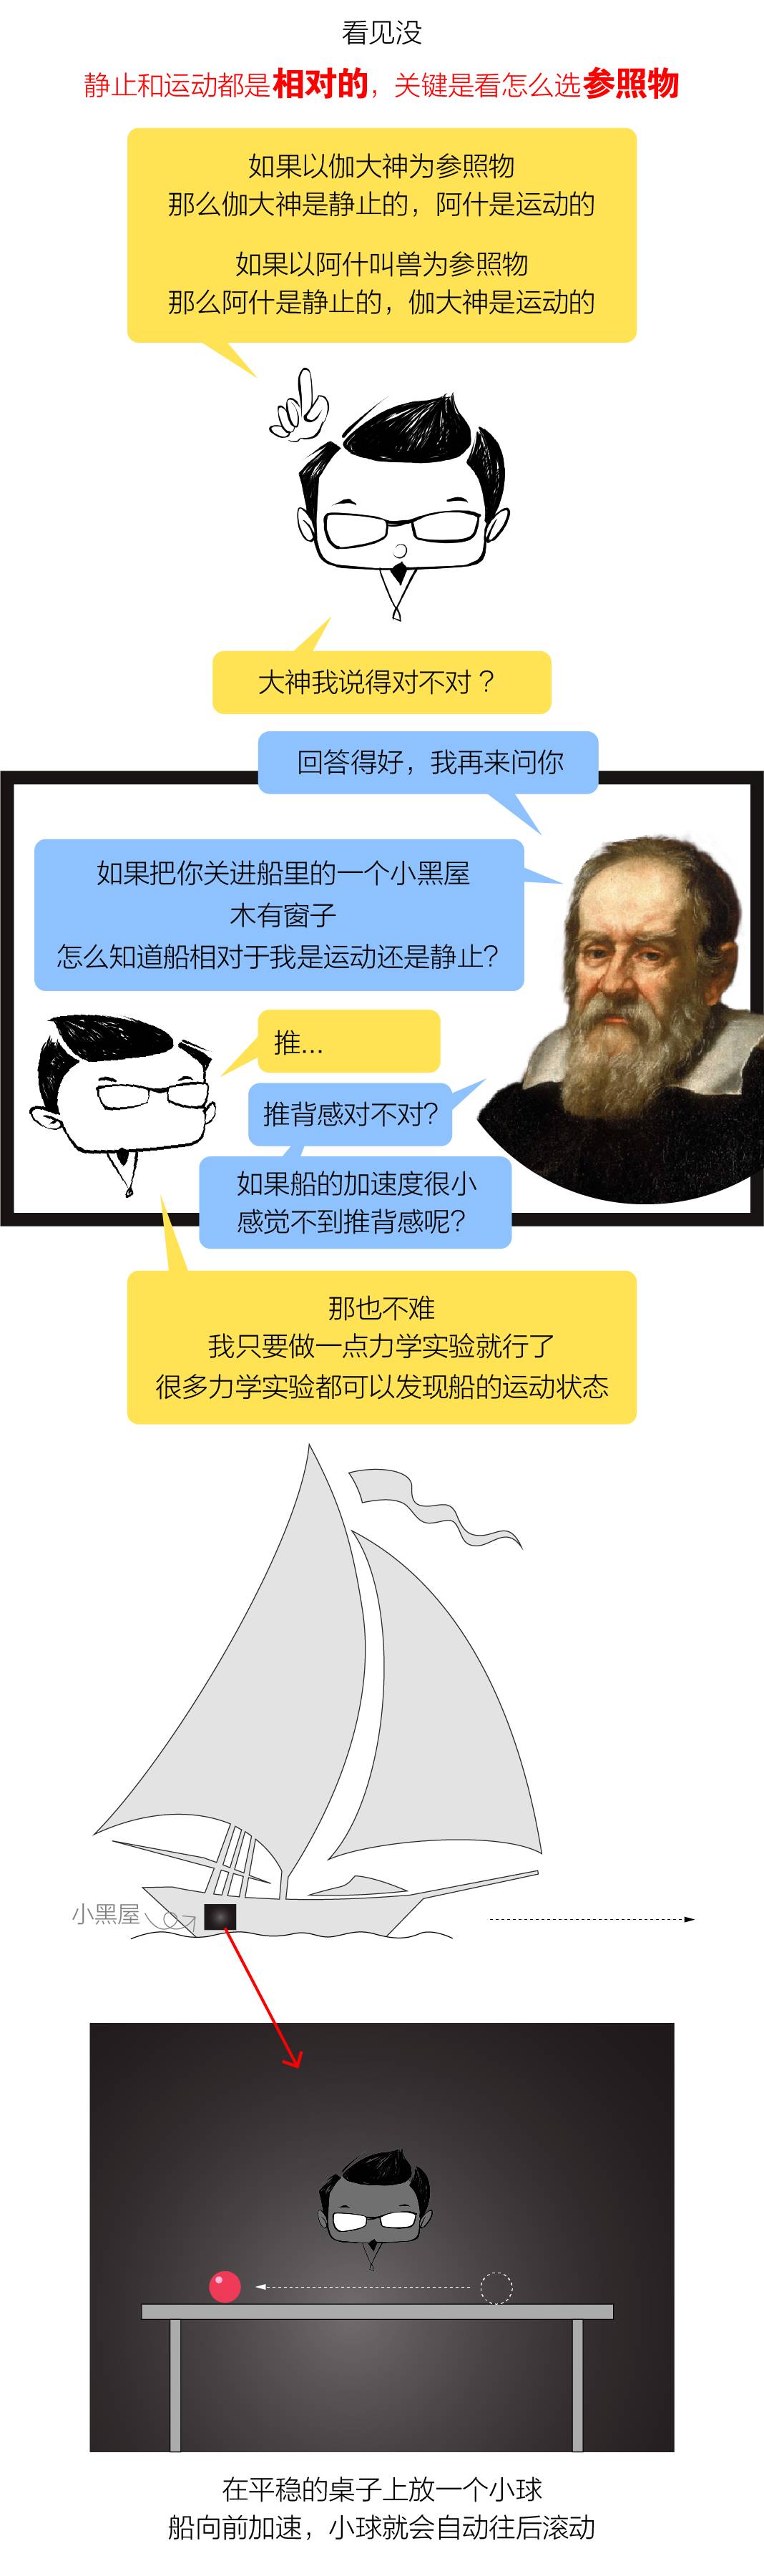 看见没
静止和运动都是相对的，关键是看怎么选参照物
如果以伽大神为参照物
那么伽大神是静止的，阿什是运动的
如果以阿什叫兽为参照物
那么阿什是静止的，伽大神是运动的
大神我说得对不对？
回答得好，我再来问你
如果把你关进船里的一个小黑屋
木有窗子
怎么知道船相对于我是运动还是静止？
推...
推背感对不对？
如果船的加速度很小
感觉不到推背感呢？
那也不难
我只要做一点力学实验就行了
很多力学实验都可以发现船的运动状态
小黑屋
在平稳的桌子上放一个小球
船向前加速，小球就会自动往后滚动